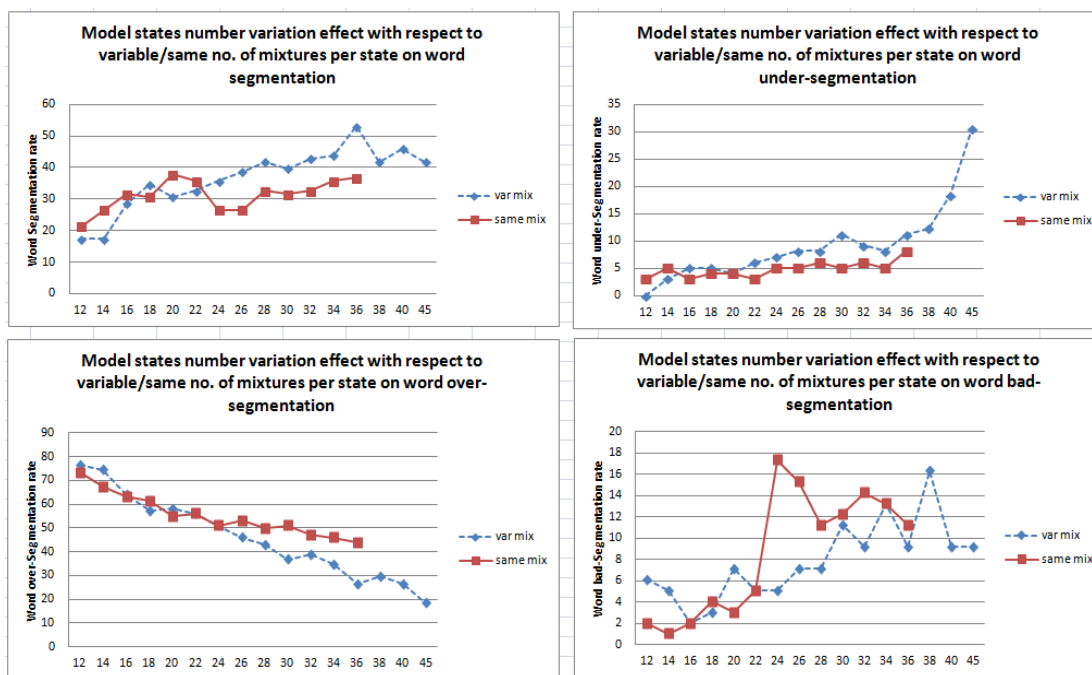 Model states number variation effect with respect to
variable/same no. of mixtures per state on word
segmentation
Word Segmentation rate
60
50
40
30
20
10
0
12 14 16 18 20 22 24 26 28 30 32 34 36 38 40 45
var mix
same mix
Model states number variation effect with respect to
variable/same no. of mixtures per state on word
under-segmentation
Word under-Segmentation rate
35
30
25
20
15
10
5
0
12 14 16 18 20 22 24 26 28 30 32 34 36 38 40 45
var mix
same mix
Model states number variation effect with respect to
variable/same no. of mixtures per state on word over-
segmentation
Word over-Segmentation rate
90
80
70
60
50
40
30
20
10
0
12 14 16 18 20 22 24 26 28 30 32 34 36 38 40 45
var mix
same mix
Model states number variation effect with respect to
variable/same no. of mixtures per state on word bad-
segmentation
Word bad-Segmentation rate
20
18
16
14
12
10
8
6
4
2
0
12 14 16 18 20 22 24 26 28 30 32 34 36 38 40 45
var mix
same mix